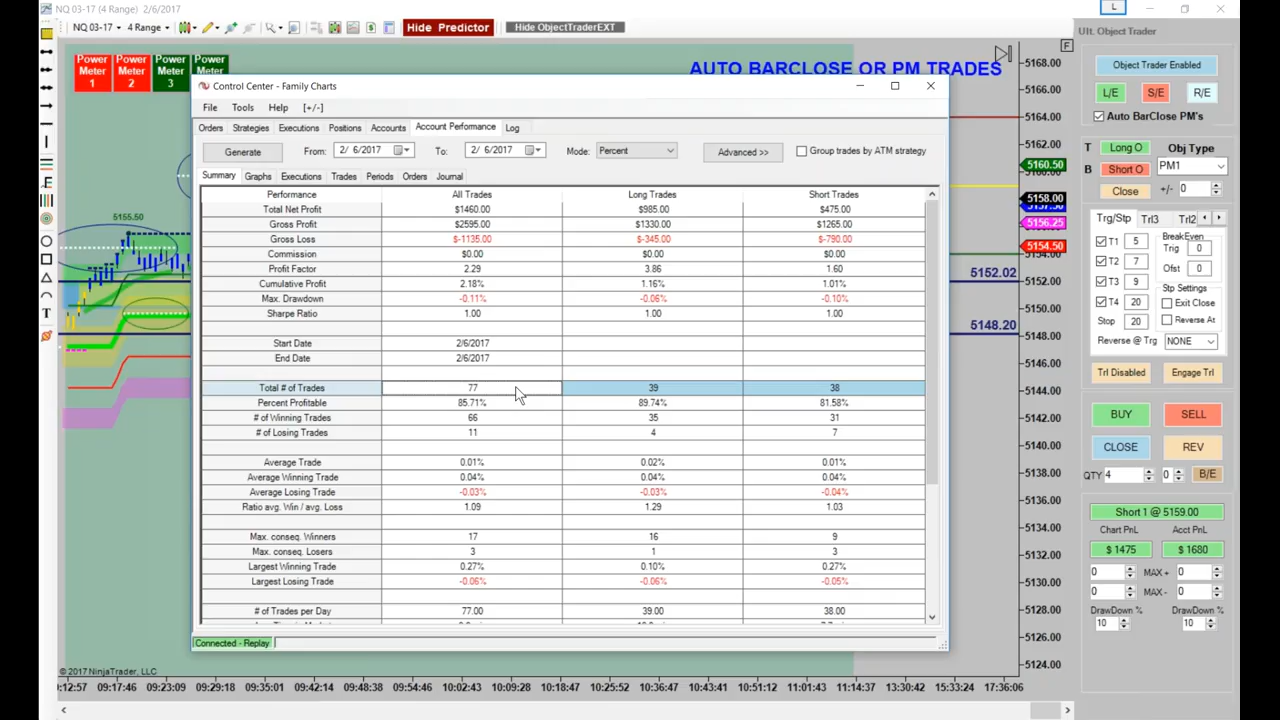 NQ 03-17 (4 Range) 2/6/2017
L
NQ 03-17
4 Range
Hide Predictor
Hide ObjectTraderEXT
Ult. Object Trader
Power Meter 1
Power Meter 2
Power Meter 3
Power Meter
AUTO BARCLOSE OR PM TRADES
F
Control Center - Family Charts
File Tools Help [+/-]
Orders Strategies Executions Positions Accounts Account Performance Log
Generate From: 2/ 6/2017 To: 2/ 6/2017 Mode: Percent Advanced >> Group trades by ATM strategy
Summary Graphs Executions Trades Periods Orders Journal
Performance All Trades Long Trades Short Trades
Total Net Profit $1460.00 $985.00 $475.00
Gross Profit $2595.00 $1330.00 $1265.00
Gross Loss $-1135.00 $-345.00 $-790.00
Commission $0.00 $0.00 $0.00
Profit Factor 2.29 3.86 1.60
Cumulative Profit 2.18% 1.16% 1.01%
Max. Drawdown -0.11% -0.06% -0.10%
Sharpe Ratio 1.00 1.00 1.00
Start Date 2/6/2017
End Date 2/6/2017
Total # of Trades 77 39 38
Percent Profitable 85.71% 89.74% 81.58%
# of Winning Trades 66 35 31
# of Losing Trades 11 4 7
Average Trade 0.01% 0.02% 0.01%
Average Winning Trade 0.04% 0.04% 0.04%
Average Losing Trade -0.03% -0.03% -0.04%
Ratio avg. Win / avg. Loss 1.09 1.29 1.03
Max. conseq. Winners 17 16 9
Max. conseq. Losers 3 1 3
Largest Winning Trade 0.27% 0.10% 0.27%
Largest Losing Trade -0.06% -0.06% -0.05%
# of Trades per Day 77.00 39.00 38.00
Connected - Replay
5155.50
5152.02
5148.20
5168.00
5166.00
5164.00
5162.00
5160.50
5158.00
5156.25
5154.50
5154.00
5152.00
5150.00
5148.00
5146.00
5144.00
5142.00
5140.00
5138.00
5136.00
5134.00
5132.00
5130.00
5128.00
5126.00
5124.00
© 2017 NinjaTrader, LLC
09:12:57 09:17:46 09:23:09 09:29:18 09:35:01 09:42:14 09:48:38 09:54:46 10:02:43 10:09:28 10:18:47 10:25:52 10:36:47 10:43:41 10:51:32 11:01:43 11:14:37 13:30:42 15:33:24 17:36:06
Object Trader Enabled
L/E S/E R/E
Auto BarClose PM's
T Long O Obj Type
B Short O PM1
Close +/- 0
Trg/Stp Trl3 Trl2
T1 5
T2 7
T3 9
T4 20
Stop 20
BreakEven
Trig 0
Ofst 0
Stp Settings
Exit Close
Reverse At
Reverse @ Trg NONE
Trl Disabled Engage Trl
BUY SELL
CLOSE REV
QTY 4 0 B/E
Short 1 @ 5159.00
Chart PnL Acct PnL
$ 1475 $ 1680
0 MAX + 0
0 MAX - 0
DrawDown % DrawDown %
10 10